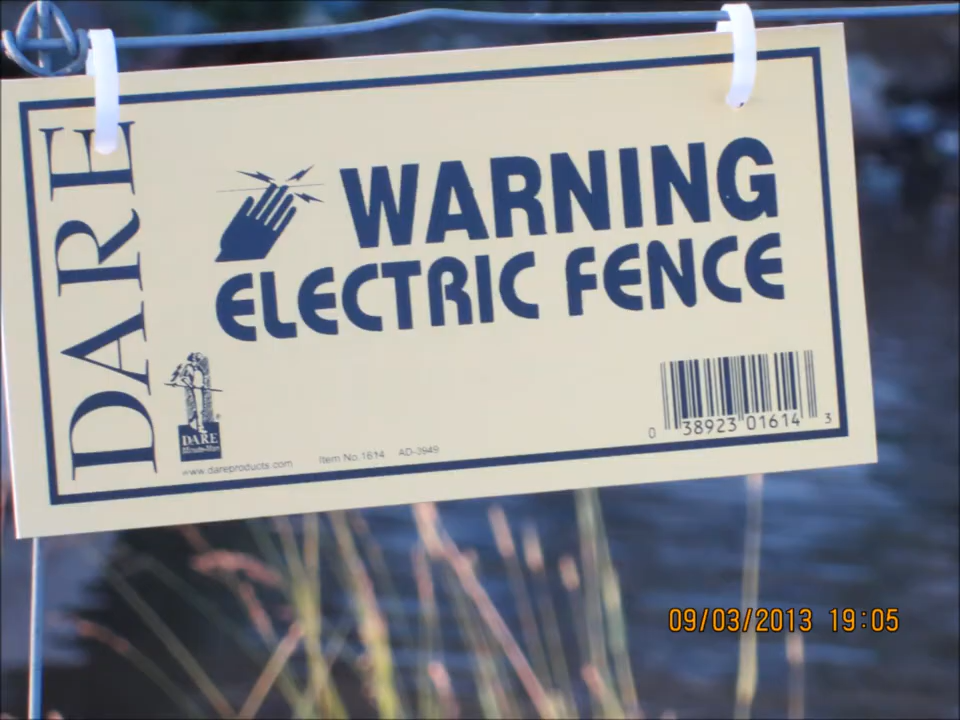 DARE
WARNING
ELECTRIC FENCE
DARE
www.dareproducts.com
Item No.1614 AD-3949
0 38923 01614 3
09/03/2013 19:05